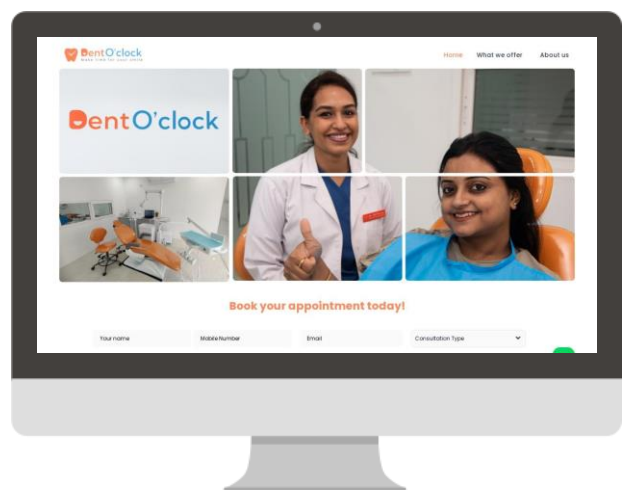 DentO'clock
make time for your smile
Home What we offer About us
DentO'clock
Book your appointment today!
Your name Mobile Number Email Consultation Type